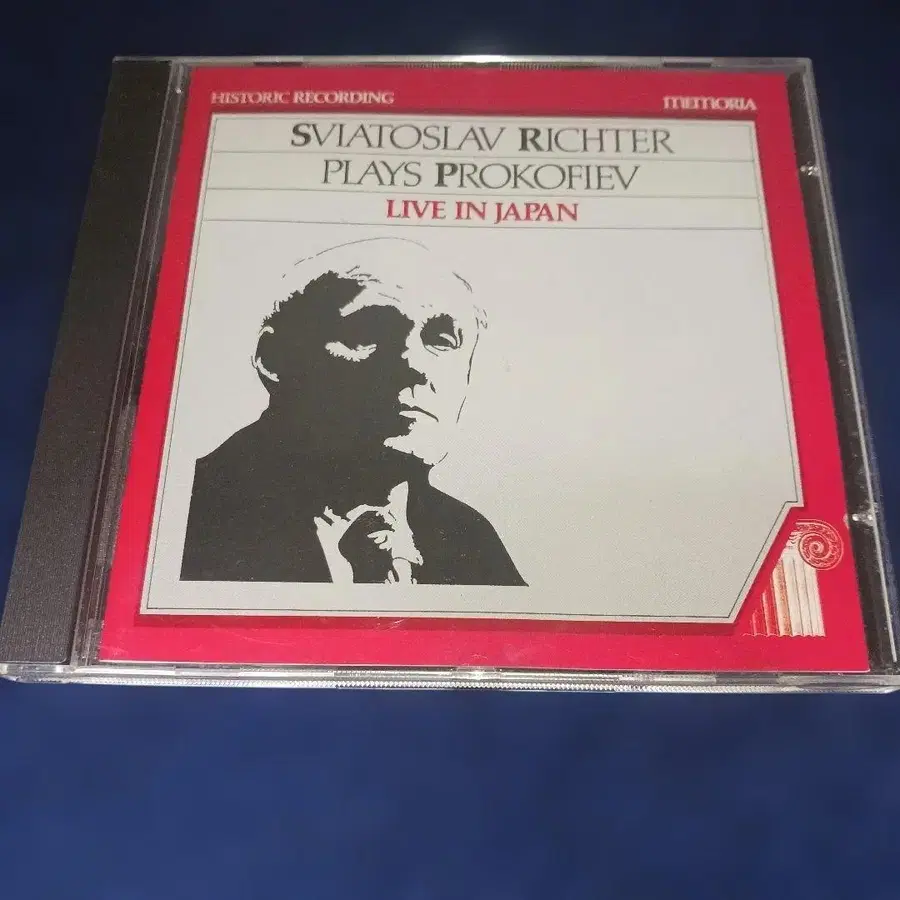 HISTORIC RECORDING
MEMORIA
SVIATOSLAV RICHTER
PLAYS PROKOFIEV
LIVE IN JAPAN